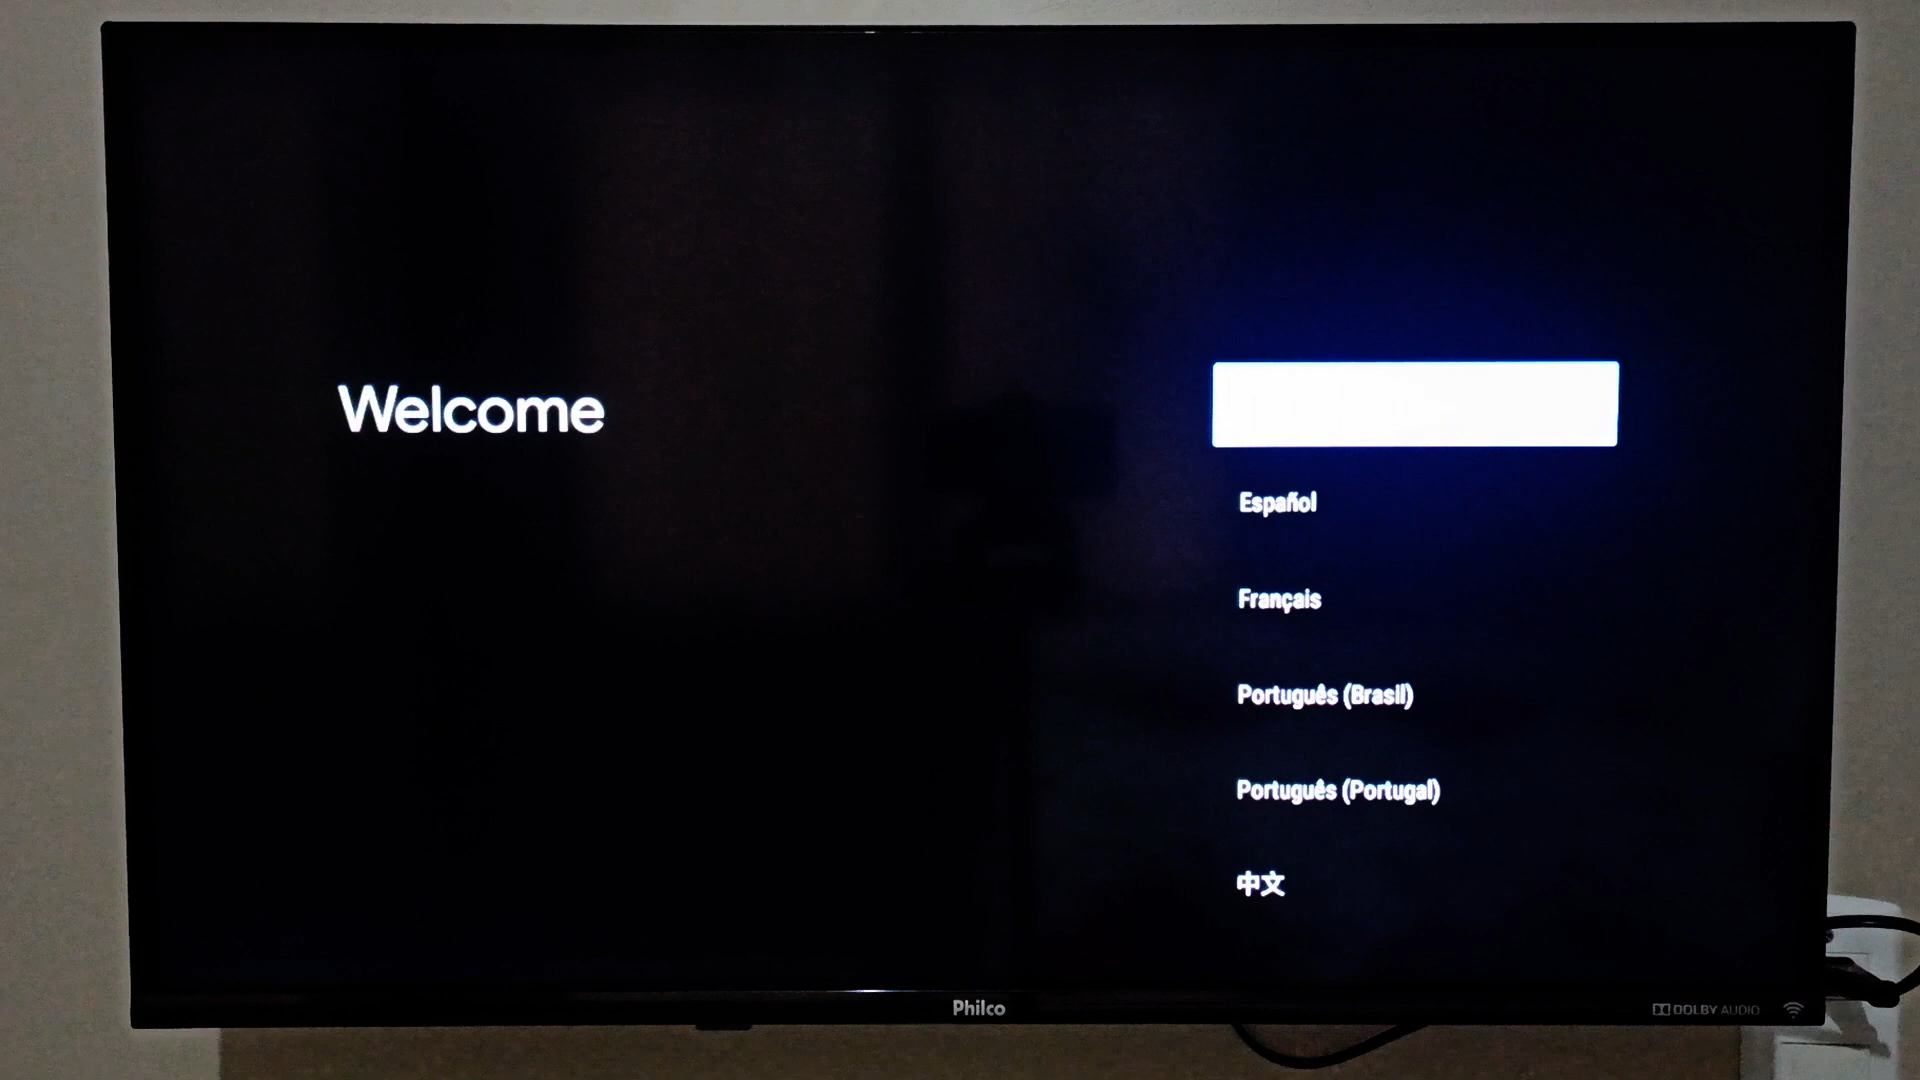 Welcome
Español
Français
Português (Brasil)
Português (Portugal)
中文
Philco
DOLBY AUDIO